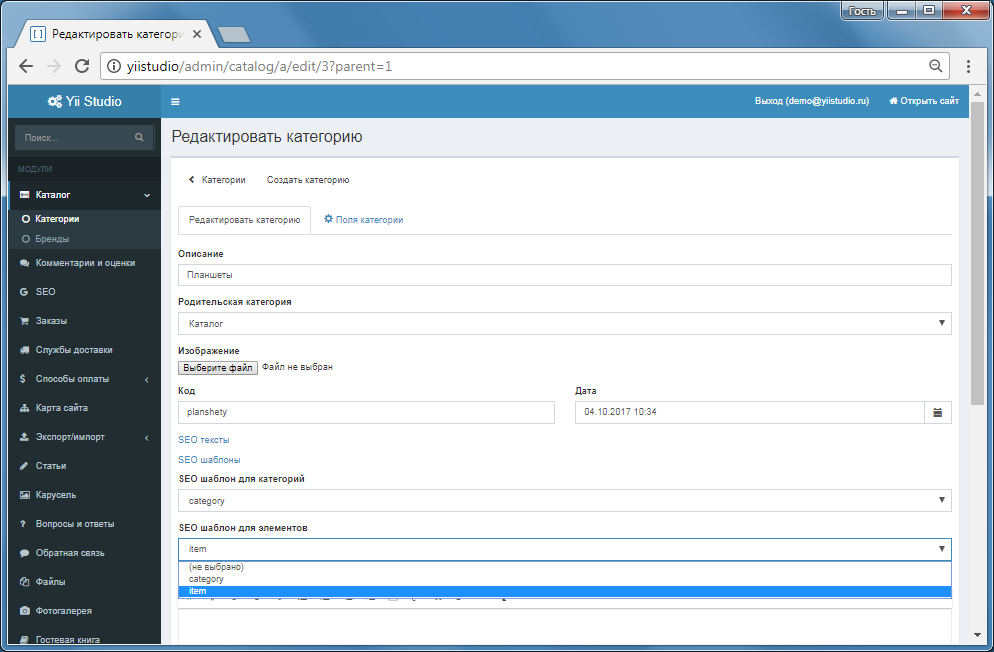 Гость
Редактировать категори
yiistudio/admin/catalog/a/edit/3?parent=1
Yii Studio
Выход (demo@yiistudio.ru)
Открыть сайт
Поиск...
МОДУЛИ
Каталог
Категории
Бренды
Комментарии и оценки
SEO
Заказы
Службы доставки
Способы оплаты
Карта сайта
Экспорт/импорт
Статьи
Карусель
Вопросы и ответы
Обратная связь
Файлы
Фотогалерея
Гостевая книга
Редактировать категорию
Категории Создать категорию
Редактировать категорию Поля категории
Описание
Планшеты
Родительская категория
Каталог
Изображение
Выберите файл Файл не выбран
Код Дата
planshety 04.10.2017 10:34
SEO тексты
SEO шаблоны
SEO шаблон для категорий
category
SEO шаблон для элементов
item
(не выбрано)
category
item